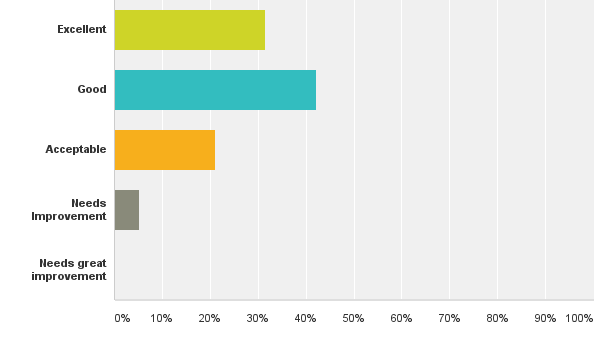 Excellent
Good
Acceptable
Needs
Improvement
Needs great
improvement
0% 10% 20% 30% 40% 50% 60% 70% 80% 90% 100%